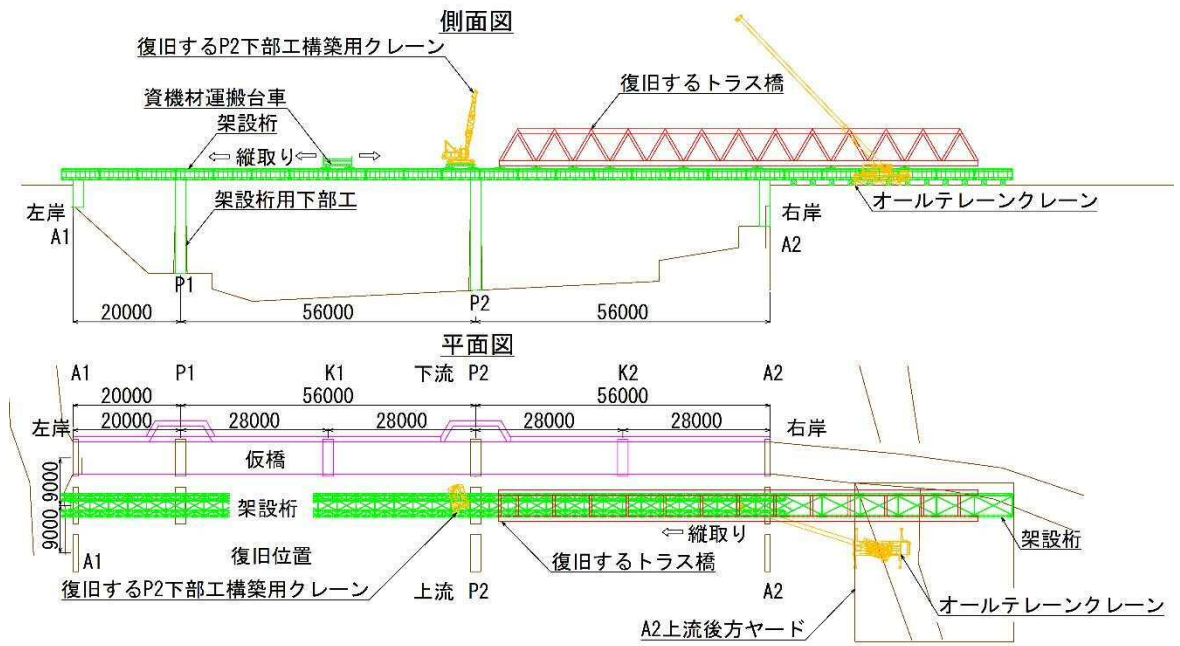 側面図
復旧するP2下部工構築用クレーン
復旧するトラス橋
資機材運搬台車
架設桁
⇦ 縦取り ⇦ ⇨
架設桁用下部工
オールテレーンクレーン
左岸
A1
右岸
A2
P1
P2
20000
56000
56000
平面図
A1
P1
K1
下流
P2
K2
A2
20000
56000
56000
20000
28000
28000
28000
28000
左岸
右岸
仮橋
9000
9000
架設桁
⇦ 縦取り
架設桁
A1
復旧位置
復旧するトラス橋
復旧するP2下部工構築用クレーン
上流
P2
A2
オールテレーンクレーン
A2上流後方ヤード